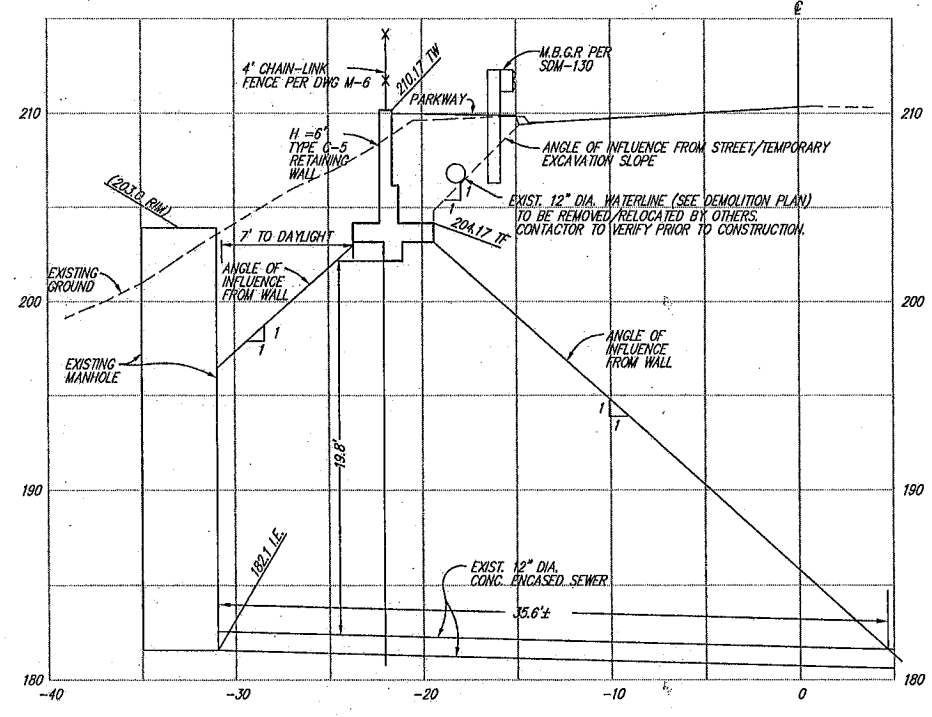 ℄
M.B.G.R PER
SDM-130
4' CHAIN-LINK
FENCE PER DWG M-6
210.17 TW
PARKWAY
210
210
H =6'
TYPE C-5
RETAINING
WALL
ANGLE OF INFLUENCE FROM STREET/TEMPORARY
EXCAVATION SLOPE
1
1
EXIST. 12" DIA. WATERLINE (SEE DEMOLITION PLAN)
TO BE REMOVED/RELOCATED BY OTHERS.
CONTACTOR TO VERIFY PRIOR TO CONSTRUCTION.
(203.0 RIM)
204.17 TF
7' TO DAYLIGHT
ANGLE OF
INFLUENCE
FROM WALL
EXISTING
GROUND
200
200
1
1
ANGLE OF
INFLUENCE
FROM WALL
EXISTING
MANHOLE
1
1
19.8'
190
190
182.1 I.E.
EXIST. 12" DIA.
CONC. ENCASED SEWER
35.6'±
180
180
-40
-30
-20
-10
0